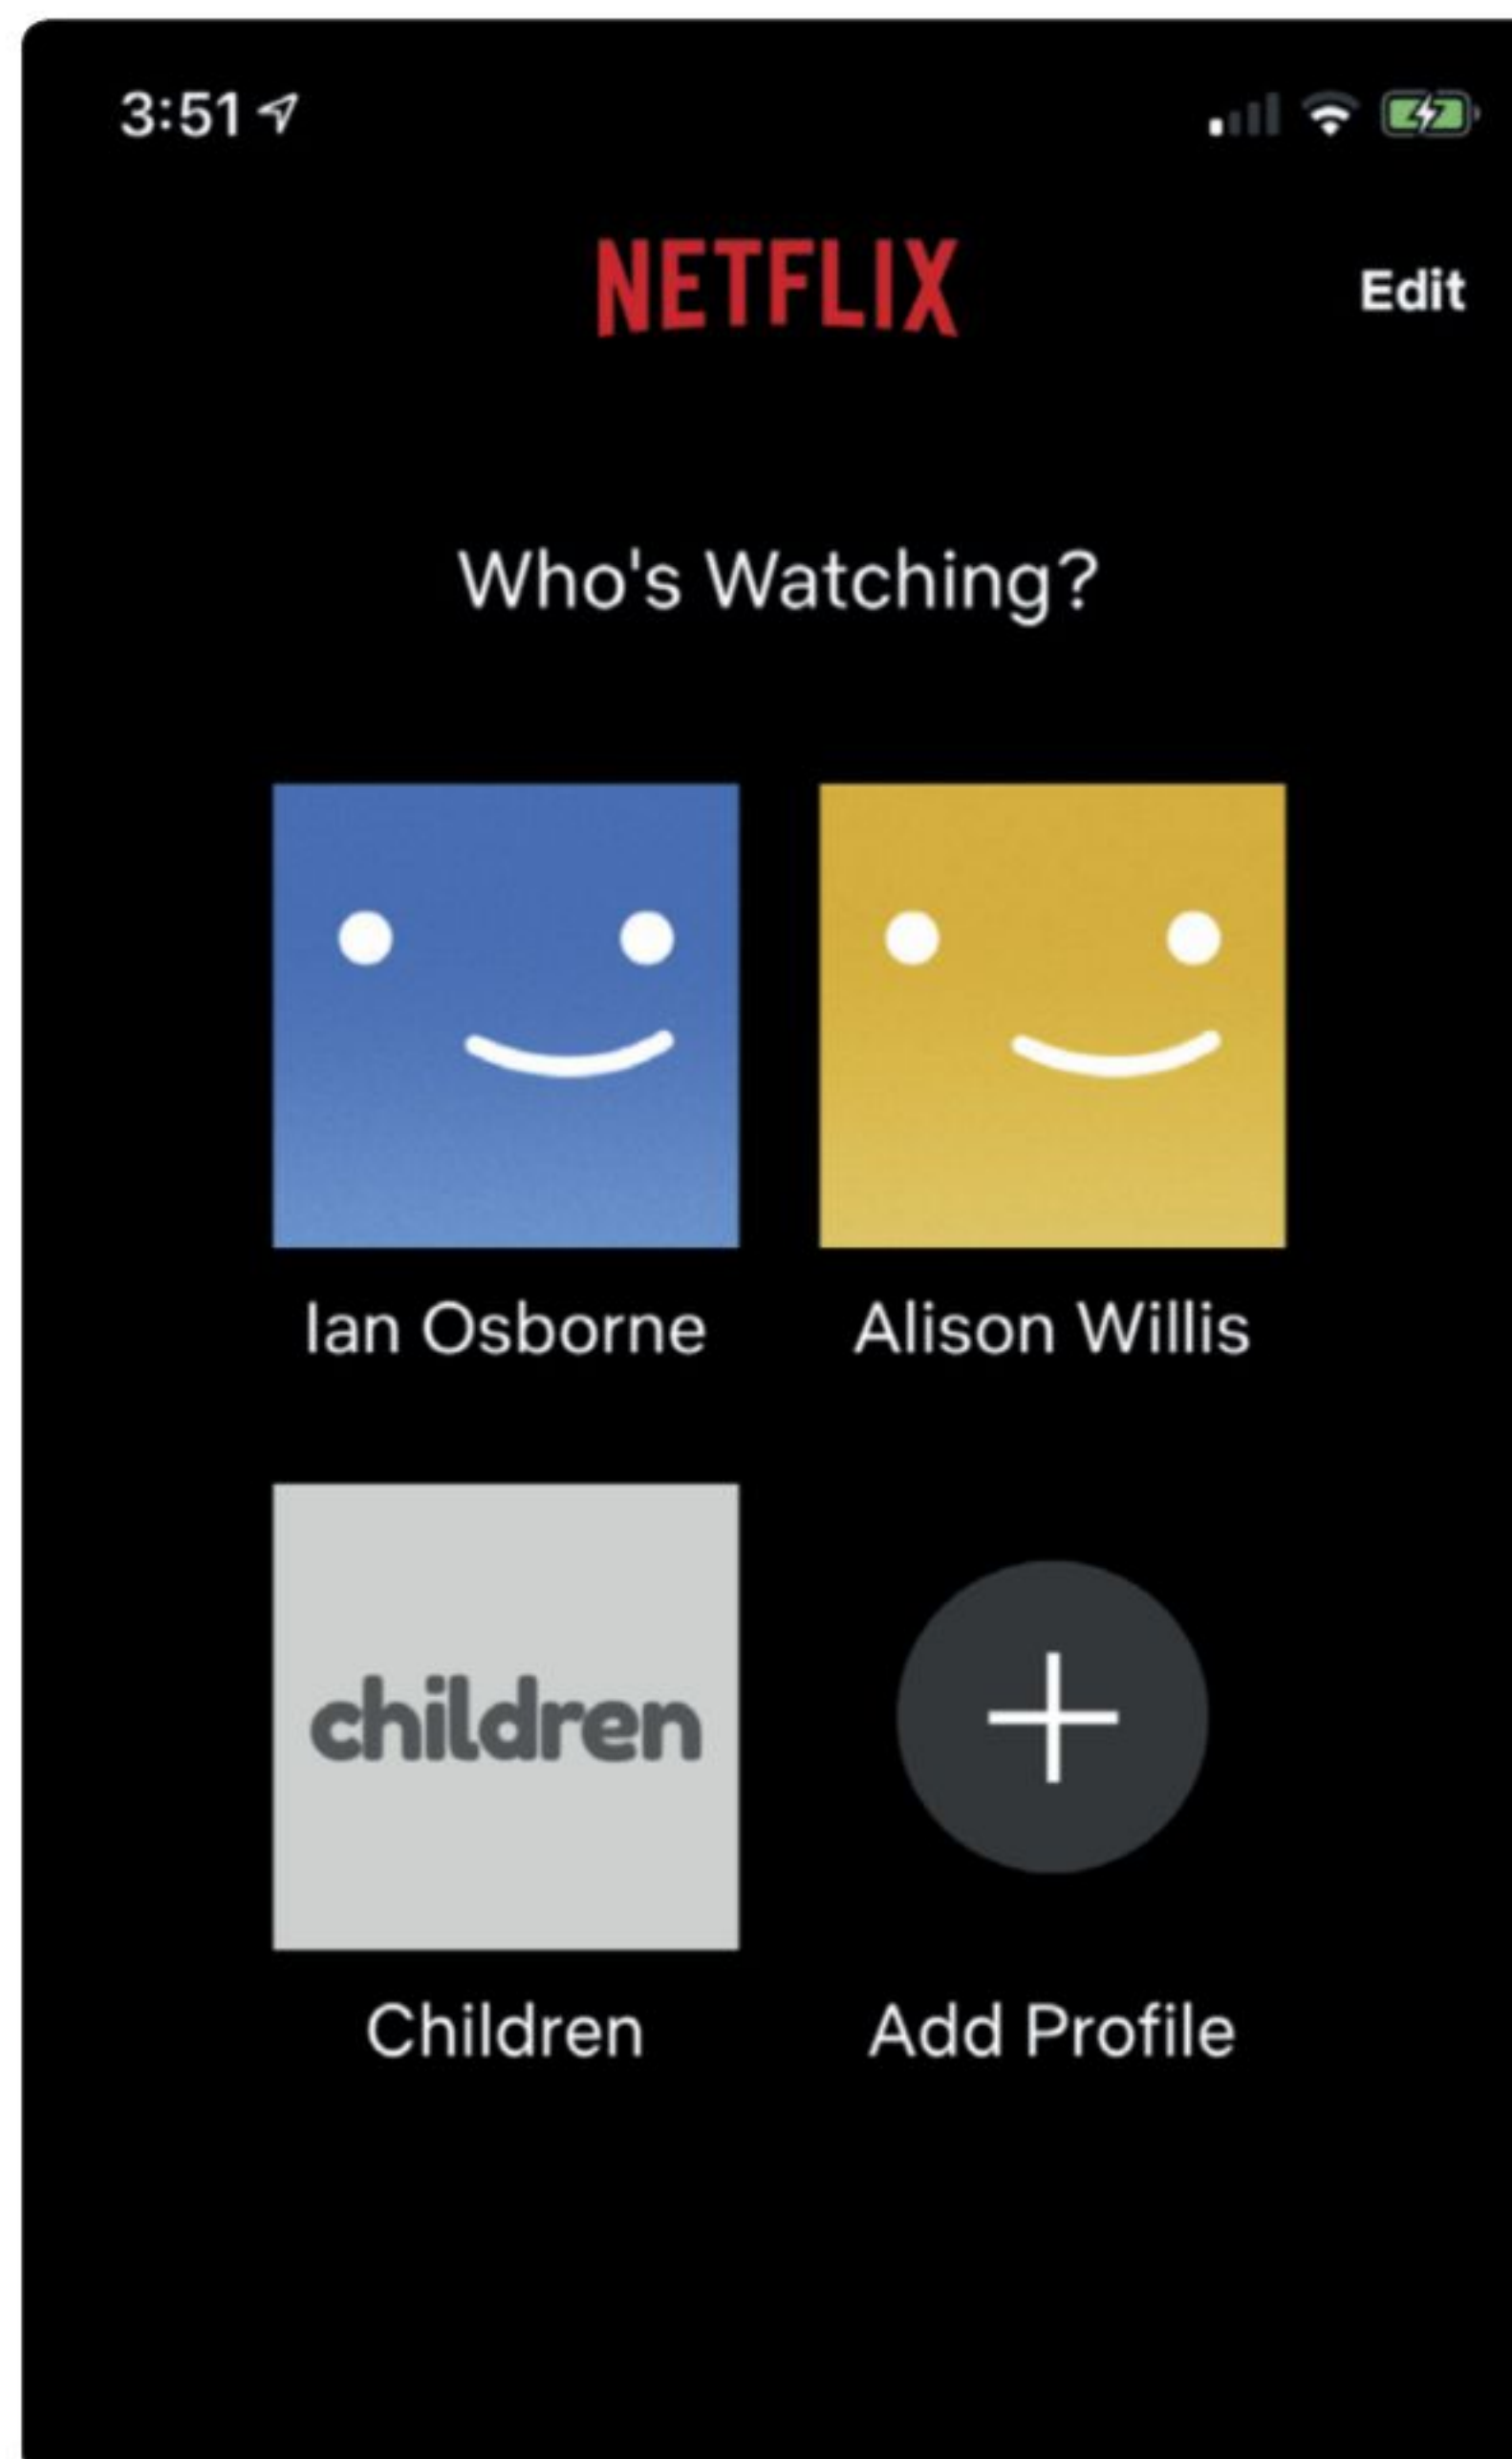 3:51
NETFLIX
Edit
Who's Watching?
Ian Osborne
Alison Willis
children
Children
Add Profile